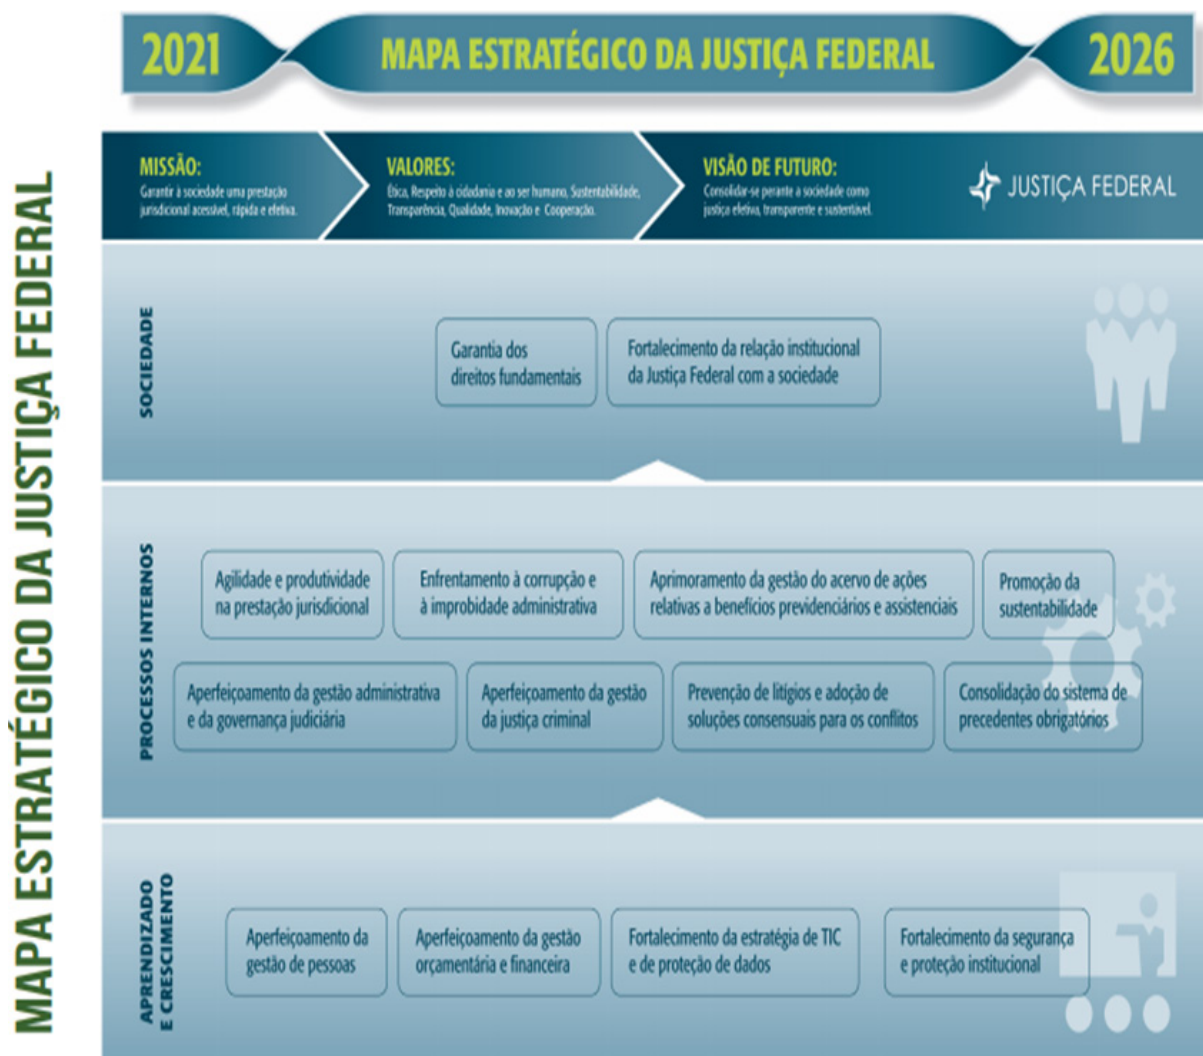 MAPA ESTRATÉGICO DA JUSTIÇA FEDERAL
2021
MAPA ESTRATÉGICO DA JUSTIÇA FEDERAL
2026
MISSÃO:
Garantir à sociedade uma prestação
jurisdicional acessível, rápida e efetiva.
VALORES:
Ética, Respeito à cidadania e ao ser humano, Sustentabilidade,
Transparência, Qualidade, Inovação e Cooperação.
VISÃO DE FUTURO:
Consolidar-se perante a sociedade como
justiça efetiva, transparente e sustentável.
JUSTIÇA FEDERAL
SOCIEDADE
Garantia dos
direitos fundamentais
Fortalecimento da relação institucional
da Justiça Federal com a sociedade
PROCESSOS INTERNOS
Agilidade e produtividade
na prestação jurisdicional
Enfrentamento à corrupção e
à improbidade administrativa
Aprimoramento da gestão do acervo de ações
relativas a benefícios previdenciários e assistenciais
Promoção da
sustentabilidade
Aperfeiçoamento da gestão administrativa
e da governança judiciária
Aperfeiçoamento da gestão
da justiça criminal
Prevenção de litígios e adoção de
soluções consensuais para os conflitos
Consolidação do sistema de
precedentes obrigatórios
APRENDIZADO
E CRESCIMENTO
Aperfeiçoamento da
gestão de pessoas
Aperfeiçoamento da gestão
orçamentária e financeira
Fortalecimento da estratégia de TIC
e de proteção de dados
Fortalecimento da segurança
e proteção institucional